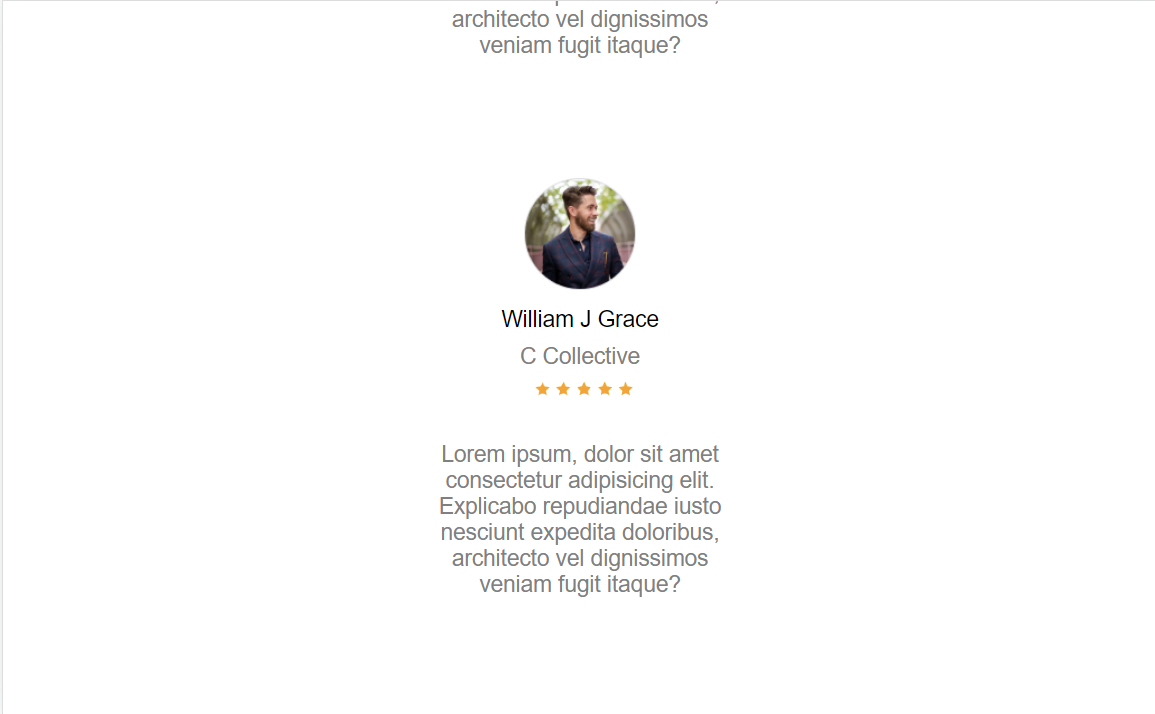 architecto vel dignissimos
veniam fugit itaque?
William J Grace
C Collective
Lorem ipsum, dolor sit amet
consectetur adipisicing elit.
Explicabo repudiandae iusto
nesciunt expedita doloribus,
architecto vel dignissimos
veniam fugit itaque?